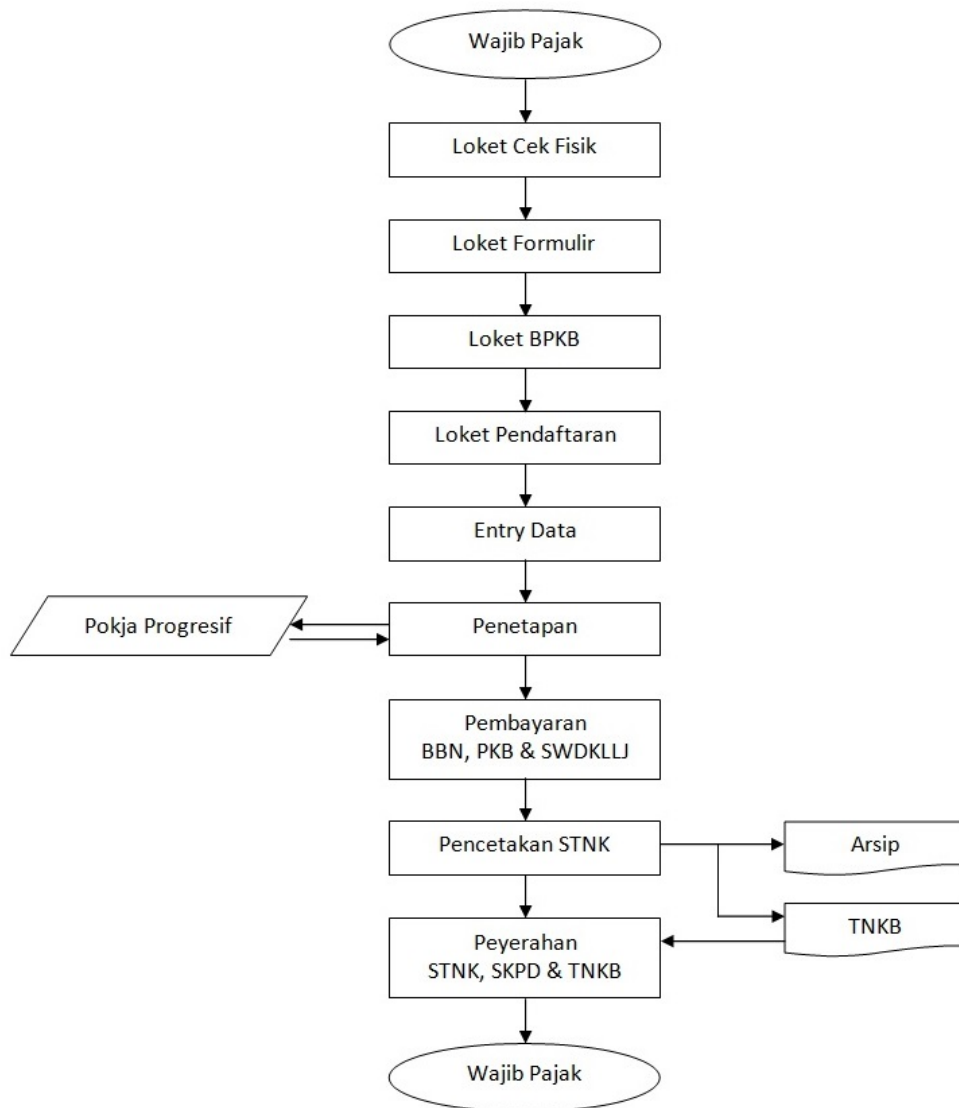 Wajib Pajak
Loket Cek Fisik
Loket Formulir
Loket BPKB
Loket Pendaftaran
Entry Data
Pokja Progresif
Penetapan
Pembayaran
BBN, PKB & SWDKLLJ
Pencetakan STNK
Arsip
TNKB
Peyerahan
STNK, SKPD & TNKB
Wajib Pajak